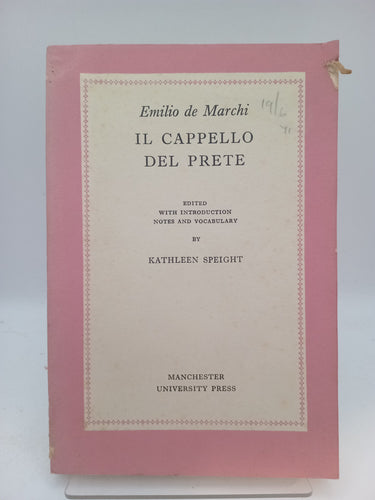 Emilio de Marchi
IL CAPPELLO
DEL PRETE
EDITED
WITH INTRODUCTION
NOTES AND VOCABULARY
BY
KATHLEEN SPEIGHT
MANCHESTER
UNIVERSITY PRESS